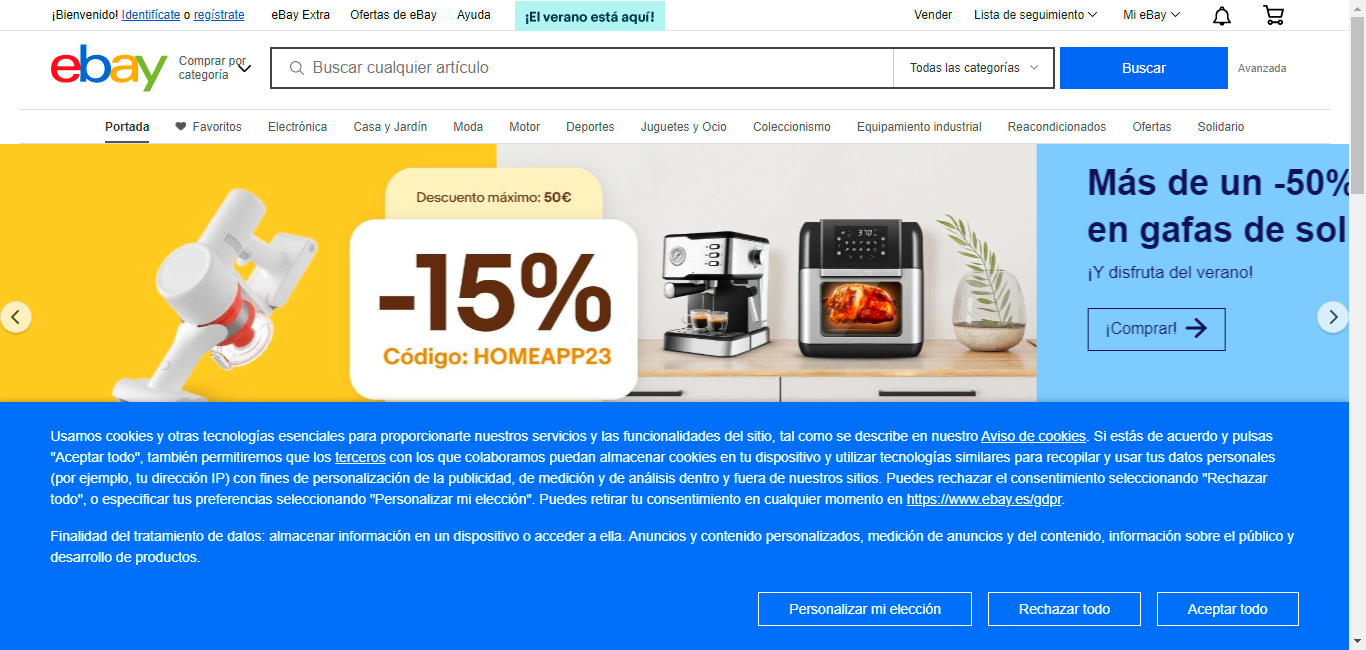 ¡Bienvenido! Identifícate o regístrate eBay Extra Ofertas de eBay Ayuda ¡El verano está aquí! Vender Lista de seguimiento Mi eBay
ebay
Comprar por
categoría
Buscar cualquier artículo Todas las categorías Buscar Avanzada
Portada Favoritos Electrónica Casa y Jardín Moda Motor Deportes Juguetes y Ocio Coleccionismo Equipamiento industrial Reacondicionados Ofertas Solidario
Descuento máximo: 50€
-15%
Código: HOMEAPP23
370
Más de un -50%
en gafas de sol
¡Y disfruta del verano!
¡Comprar!
Usamos cookies y otras tecnologías esenciales para proporcionarte nuestros servicios y las funcionalidades del sitio, tal como se describe en nuestro Aviso de cookies. Si estás de acuerdo y pulsas
"Aceptar todo", también permitiremos que los terceros con los que colaboramos puedan almacenar cookies en tu dispositivo y utilizar tecnologías similares para recopilar y usar tus datos personales
(por ejemplo, tu dirección IP) con fines de personalización de la publicidad, de medición y de análisis dentro y fuera de nuestros sitios. Puedes rechazar el consentimiento seleccionando "Rechazar
todo", o especificar tus preferencias seleccionando "Personalizar mi elección". Puedes retirar tu consentimiento en cualquier momento en https://www.ebay.es/gdpr.
Finalidad del tratamiento de datos: almacenar información en un dispositivo o acceder a ella. Anuncios y contenido personalizados, medición de anuncios y del contenido, información sobre el público y
desarrollo de productos.
Personalizar mi elección Rechazar todo Aceptar todo